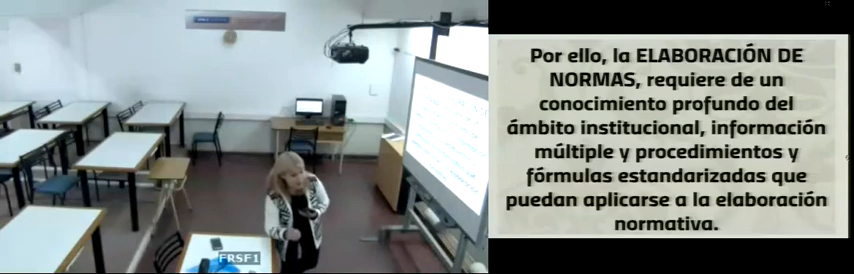 Por ello, la ELABORACIÓN DE
NORMAS, requiere de un
conocimiento profundo del
ámbito institucional, información
múltiple y procedimientos y
fórmulas estandarizadas que
puedan aplicarse a la elaboración
normativa.
FRSF1